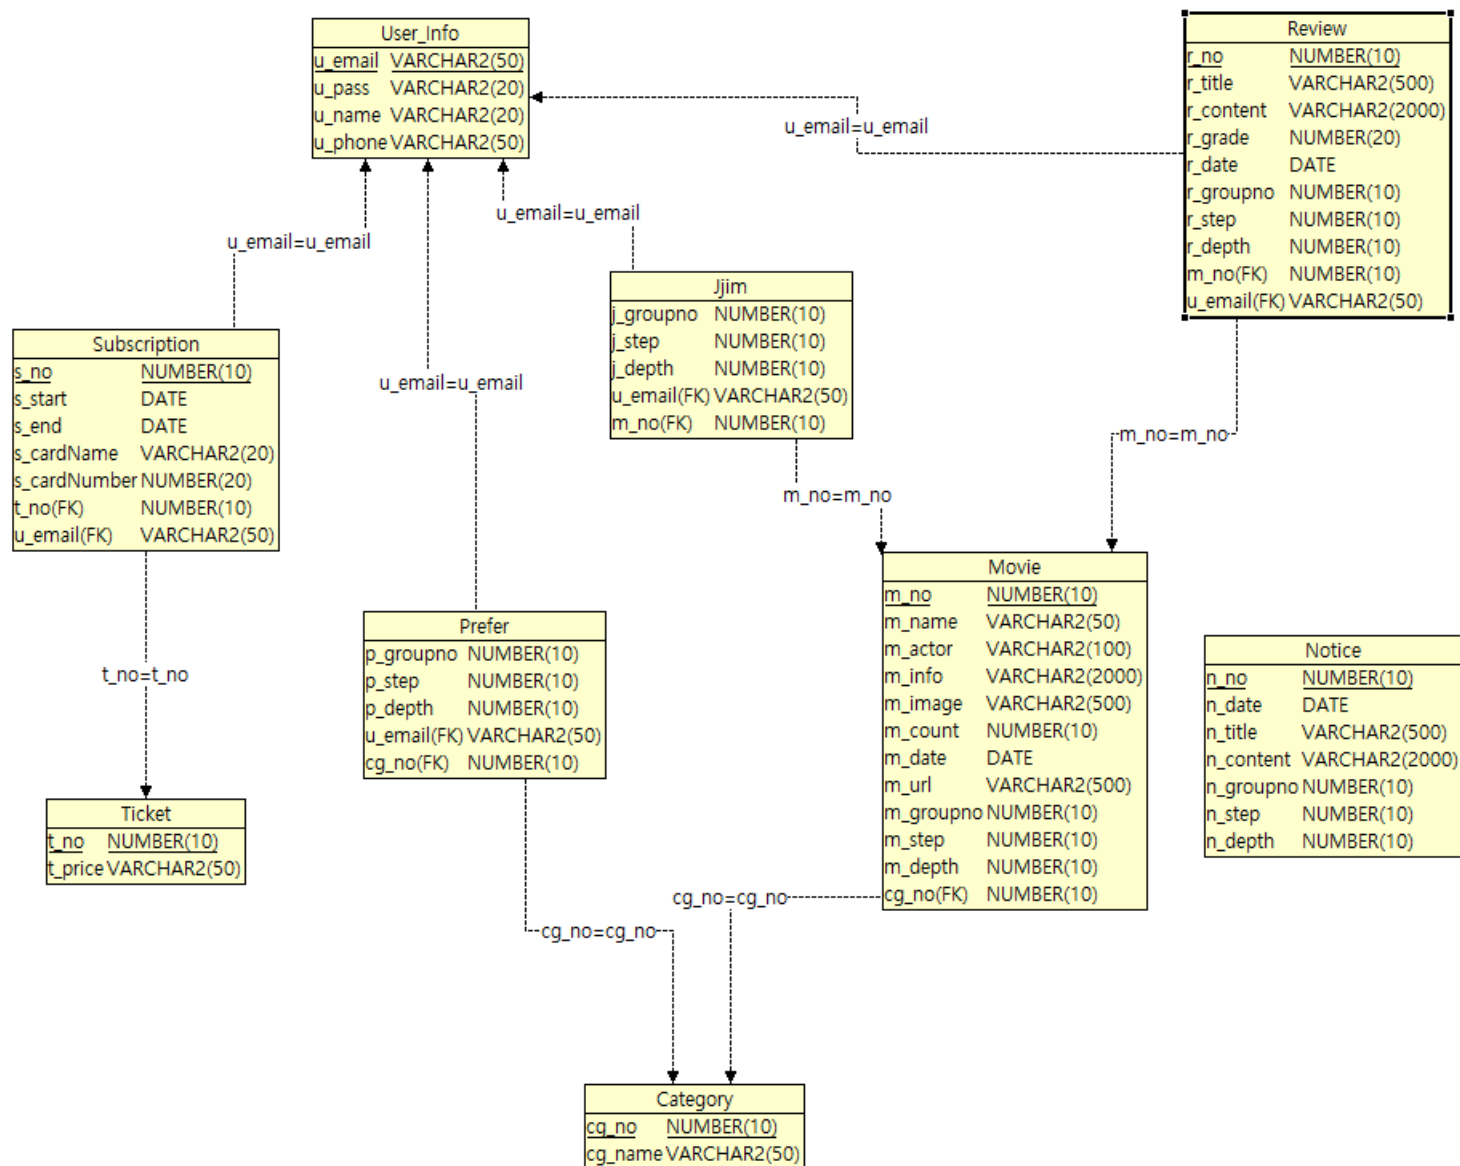 User_Info
u_email VARCHAR2(50)
u_pass VARCHAR2(20)
u_name VARCHAR2(20)
u_phone VARCHAR2(50)
Review
r_no NUMBER(10)
r_title VARCHAR2(500)
r_content VARCHAR2(2000)
r_grade NUMBER(20)
r_date DATE
r_groupno NUMBER(10)
r_step NUMBER(10)
r_depth NUMBER(10)
m_no(FK) NUMBER(10)
u_email(FK) VARCHAR2(50)
u_email=u_email
u_email=u_email
u_email=u_email
u_email=u_email
Jjim
j_groupno NUMBER(10)
j_step NUMBER(10)
j_depth NUMBER(10)
u_email(FK) VARCHAR2(50)
m_no(FK) NUMBER(10)
Subscription
s_no NUMBER(10)
s_start DATE
s_end DATE
s_cardName VARCHAR2(20)
s_cardNumber NUMBER(20)
t_no(FK) NUMBER(10)
u_email(FK) VARCHAR2(50)
m_no=m_no
m_no=m_no
Movie
m_no NUMBER(10)
m_name VARCHAR2(50)
m_actor VARCHAR2(100)
m_info VARCHAR2(2000)
m_image VARCHAR2(500)
m_count NUMBER(10)
m_date DATE
m_url VARCHAR2(500)
m_groupno NUMBER(10)
m_step NUMBER(10)
m_depth NUMBER(10)
cg_no(FK) NUMBER(10)
Prefer
p_groupno NUMBER(10)
p_step NUMBER(10)
p_depth NUMBER(10)
u_email(FK) VARCHAR2(50)
cg_no(FK) NUMBER(10)
Notice
n_no NUMBER(10)
n_date DATE
n_title VARCHAR2(500)
n_content VARCHAR2(2000)
n_groupno NUMBER(10)
n_step NUMBER(10)
n_depth NUMBER(10)
t_no=t_no
Ticket
t_no NUMBER(10)
t_price VARCHAR2(50)
cg_no=cg_no
cg_no=cg_no
Category
cg_no NUMBER(10)
cg_name VARCHAR2(50)